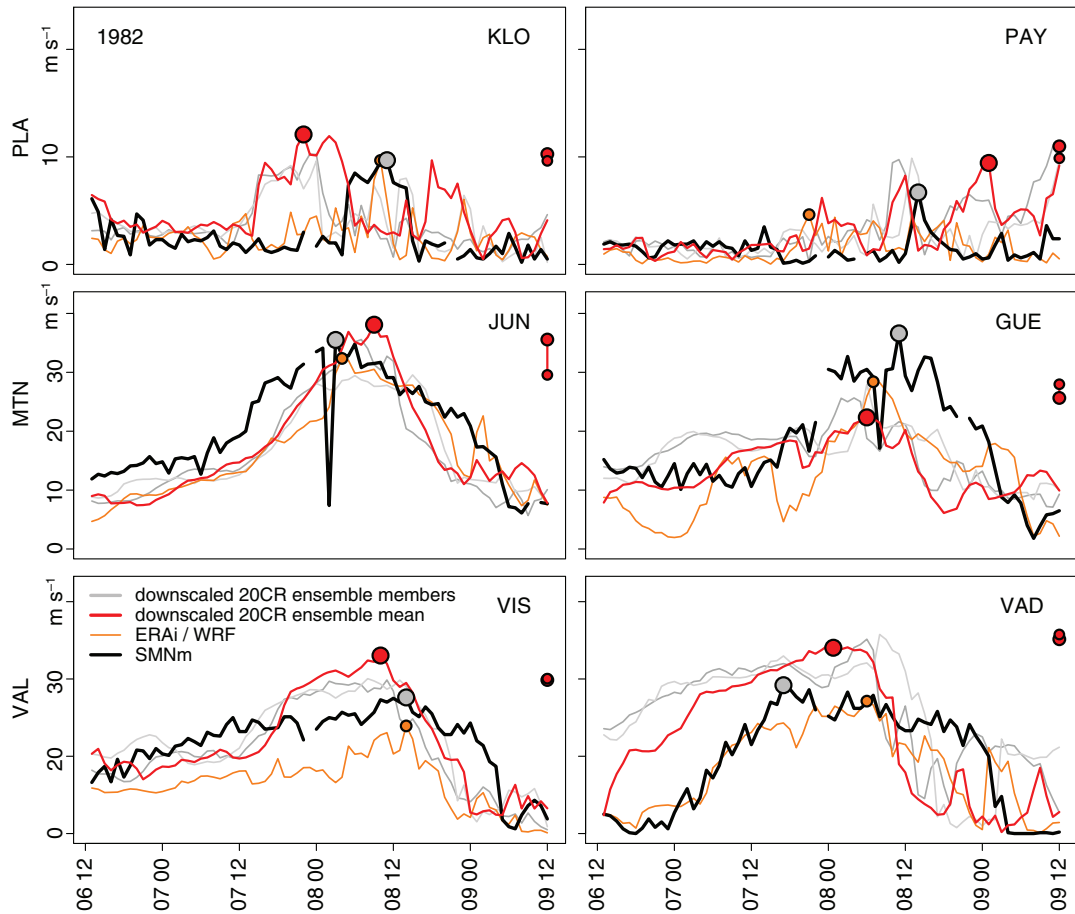 1982
KLO
PAY
m s⁻¹
PLA
10
0
JUN
GUE
m s⁻¹
MTN
30
20
10
0
downscaled 20CR ensemble members
downscaled 20CR ensemble mean
ERAi / WRF
SMNm
VIS
VAD
m s⁻¹
VAL
30
20
0
06 12
07 00
07 12
08 00
08 12
09 00
09 12
06 12
07 00
07 12
08 00
08 12
09 00
09 12